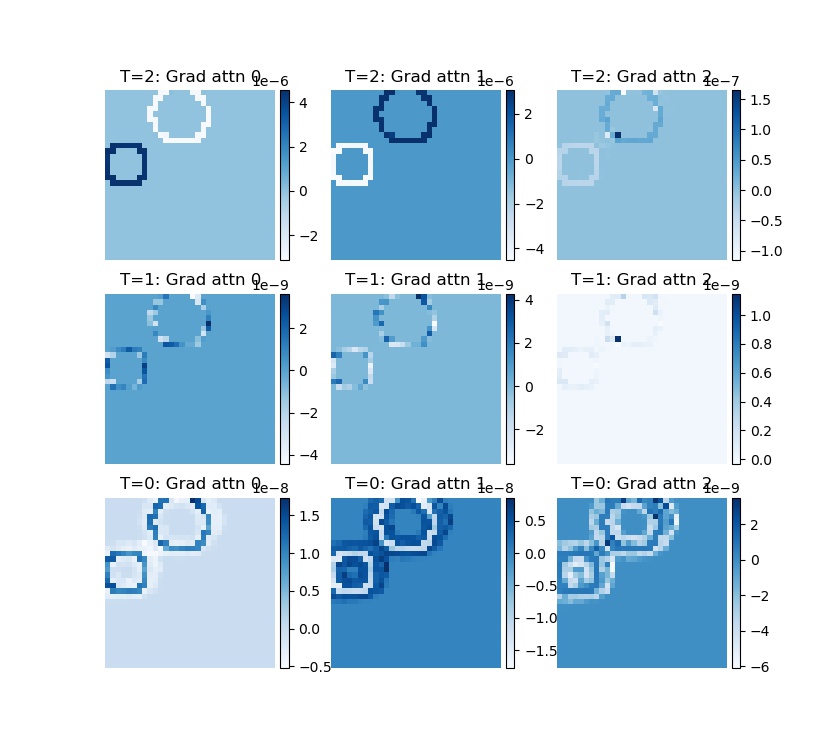 T=2: Grad attn 0
1e−6
4
2
0
−2
T=2: Grad attn 1
1e−6
2
0
−2
−4
T=2: Grad attn 2
1e−7
1.5
1.0
0.5
0.0
−0.5
−1.0
T=1: Grad attn 0
1e−9
2
0
−2
−4
T=1: Grad attn 1
1e−9
4
2
0
−2
T=1: Grad attn 2
1e−9
1.0
0.8
0.6
0.4
0.2
0.0
T=0: Grad attn 0
1e−8
1.5
1.0
0.5
0.0
−0.5
T=0: Grad attn 1
1e−8
0.5
0.0
−0.5
−1.0
−1.5
T=0: Grad attn 2
1e−9
2
0
−2
−4
−6